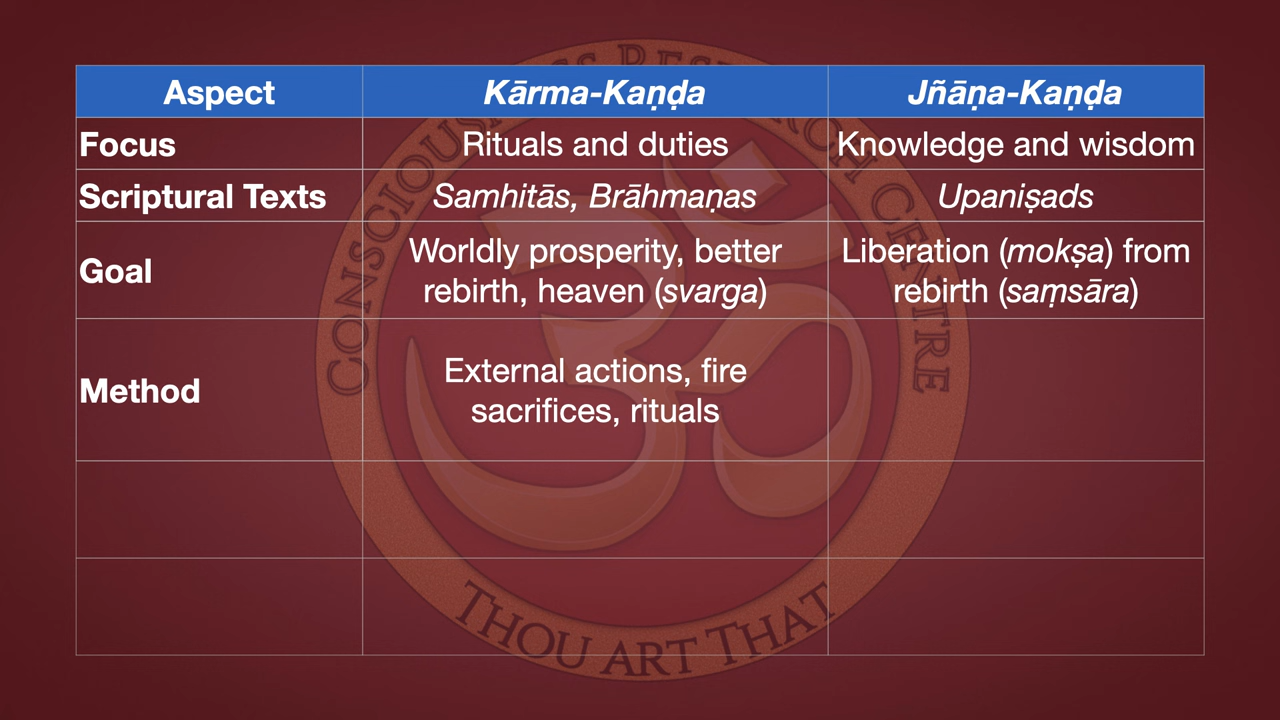 Aspect
Kārma-Kaṇḍa
Jñāṇa-Kaṇḍa
Focus
Rituals and duties
Knowledge and wisdom
Scriptural Texts
Samhitās, Brāhmaṇas
Upaniṣads
Goal
Worldly prosperity, better
rebirth, heaven (svarga)
Liberation (mokṣa) from
rebirth (saṃsāra)
Method
External actions, fire
sacrifices, rituals
CONSCIOUSNESS RESEARCH CENTRE
ॐ
THOU ART THAT